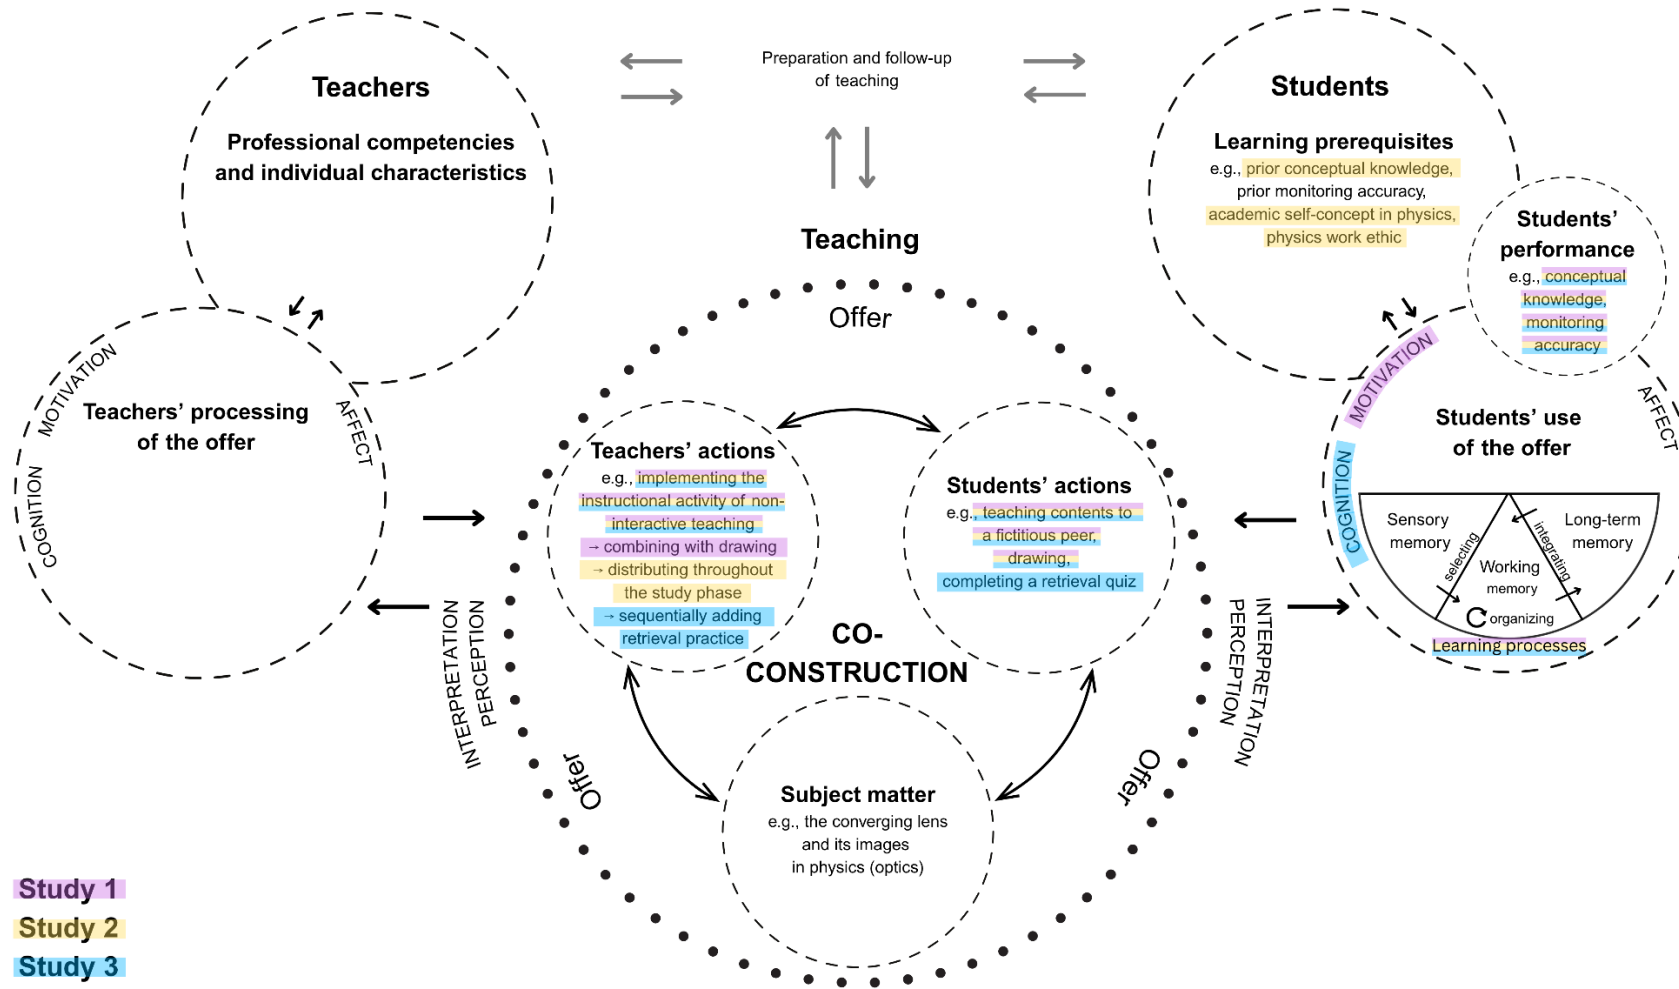 Teachers
Professional competencies
and individual characteristics
Preparation and follow-up
of teaching
Students
Learning prerequisites
e.g., prior conceptual knowledge,
prior monitoring accuracy,
academic self-concept in physics,
physics work ethic
Students’
performance
e.g., conceptual
knowledge,
monitoring
accuracy
Teaching
Offer
MOTIVATION
COGNITION
AFFECT
Teachers’ processing
of the offer
Teachers’ actions
e.g., implementing the
instructional activity of non-
interactive teaching
→ combining with drawing
→ distributing throughout
the study phase
→ sequentially adding
retrieval practice
Students’ actions
e.g., teaching contents to
a fictitious peer,
drawing,
completing a retrieval quiz
CO-
CONSTRUCTION
Subject matter
e.g., the converging lens
and its images
in physics (optics)
Offer
Offer
INTERPRETATION
PERCEPTION
INTERPRETATION
PERCEPTION
MOTIVATION
COGNITION
AFFECT
Students’ use
of the offer
Sensory
memory
selecting
Working
memory
integrating
Long-term
memory
organizing
Learning processes
Study 1
Study 2
Study 3